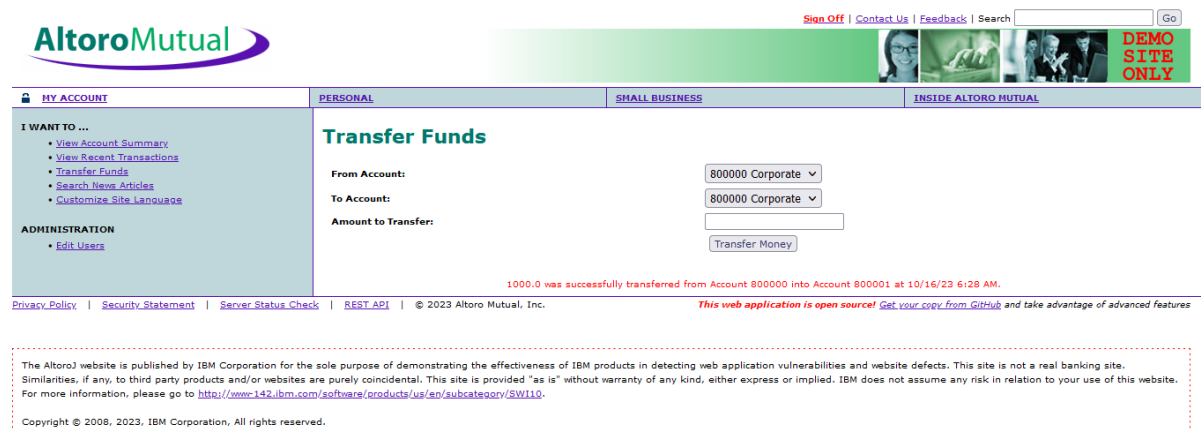 Sign Off | Contact Us | Feedback | Search Go
AltoroMutual
DEMO
SITE
ONLY
MY ACCOUNT PERSONAL SMALL BUSINESS INSIDE ALTORO MUTUAL
I WANT TO ...
• View Account Summary
• View Recent Transactions
• Transfer Funds
• Search News Articles
• Customize Site Language
ADMINISTRATION
• Edit Users
Transfer Funds
From Account: 800000 Corporate
To Account: 800000 Corporate
Amount to Transfer:
Transfer Money
1000.0 was successfully transferred from Account 800000 into Account 800001 at 10/16/23 6:28 AM.
Privacy Policy | Security Statement | Server Status Check | REST API | © 2023 Altoro Mutual, Inc. This web application is open source! Get your copy from GitHub and take advantage of advanced features
The AltoroJ website is published by IBM Corporation for the sole purpose of demonstrating the effectiveness of IBM products in detecting web application vulnerabilities and website defects. This site is not a real banking site.
Similarities, if any, to third party products and/or websites are purely coincidental. This site is provided "as is" without warranty of any kind, either express or implied. IBM does not assume any risk in relation to your use of this website.
For more information, please go to http://www-142.ibm.com/software/products/us/en/subcategory/SWI10.
Copyright © 2008, 2023, IBM Corporation, All rights reserved.